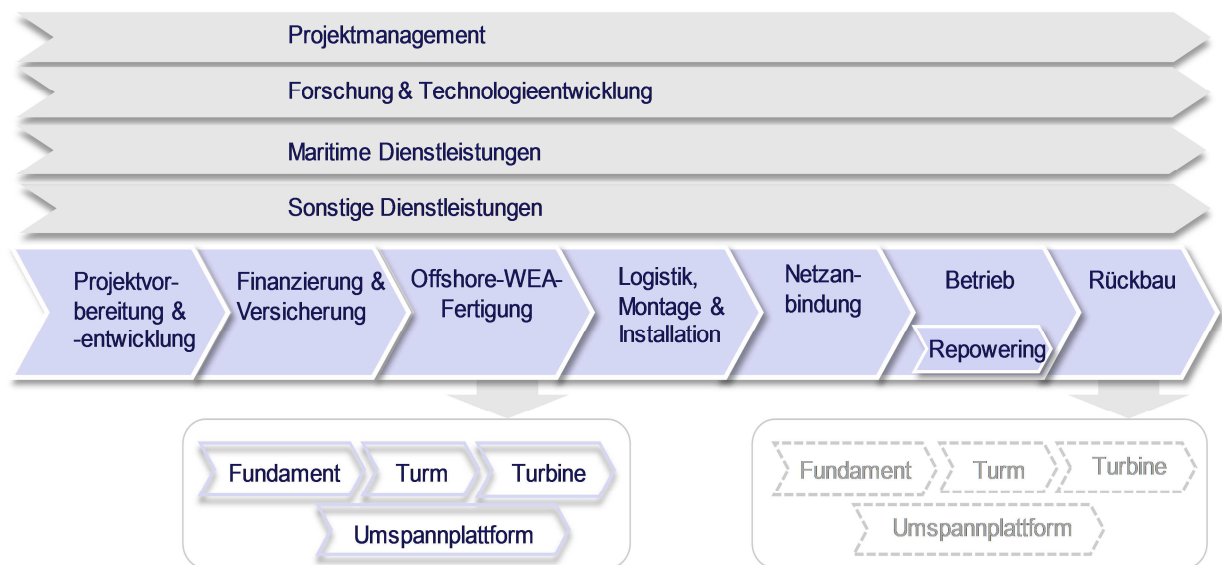 Projektmanagement
Forschung & Technologieentwicklung
Maritime Dienstleistungen
Sonstige Dienstleistungen
Projektvor-
bereitung &
-entwicklung
Finanzierung &
Versicherung
Offshore-WEA-
Fertigung
Logistik,
Montage &
Installation
Netzan-
bindung
Betrieb
Repowering
Rückbau
Fundament
Turm
Turbine
Umspannplattform
Fundament
Turm
Turbine
Umspannplattform